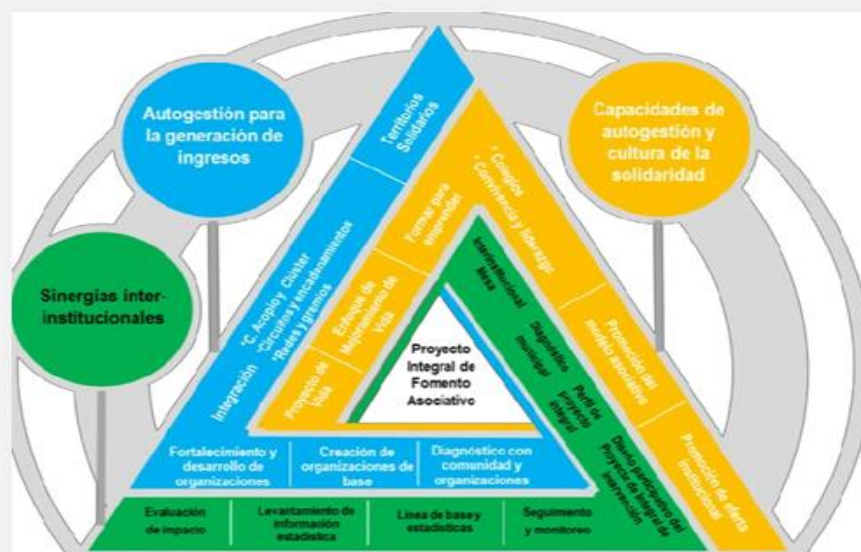 Autogestión para
la generación de
ingresos
Capacidades de
autogestión y
cultura de la
solidaridad
Sinergias inter-
institucionales
Territorios
Solidarios
Integración
*C. Acopio y Clúster
*Circuitos y encadenamientos
*Redes y gremios
Fortalecimiento y
desarrollo de
organizaciones
Creación de
organizaciones de
base
Diagnóstico con
comunidad y
organizaciones
* Colegios
* Convivencia y liderazgo
Formar para
emprender
Enfoque de
Mejoramiento de
Vida
Proyecto de
Vida
Promoción del
modelo asociativo
Promoción de oferta
institucional
Interinstitucional
Mesa
Diagnóstico
municipal
Perfil de
proyecto
integral
Diseño participativo del
Proyecto de integral de
intervención
Evaluación
de impacto
Levantamiento de
información
estadística
Línea de base y
estadísticas
Seguimiento
y monitoreo
Proyecto
Integral de
Fomento
Asociativo